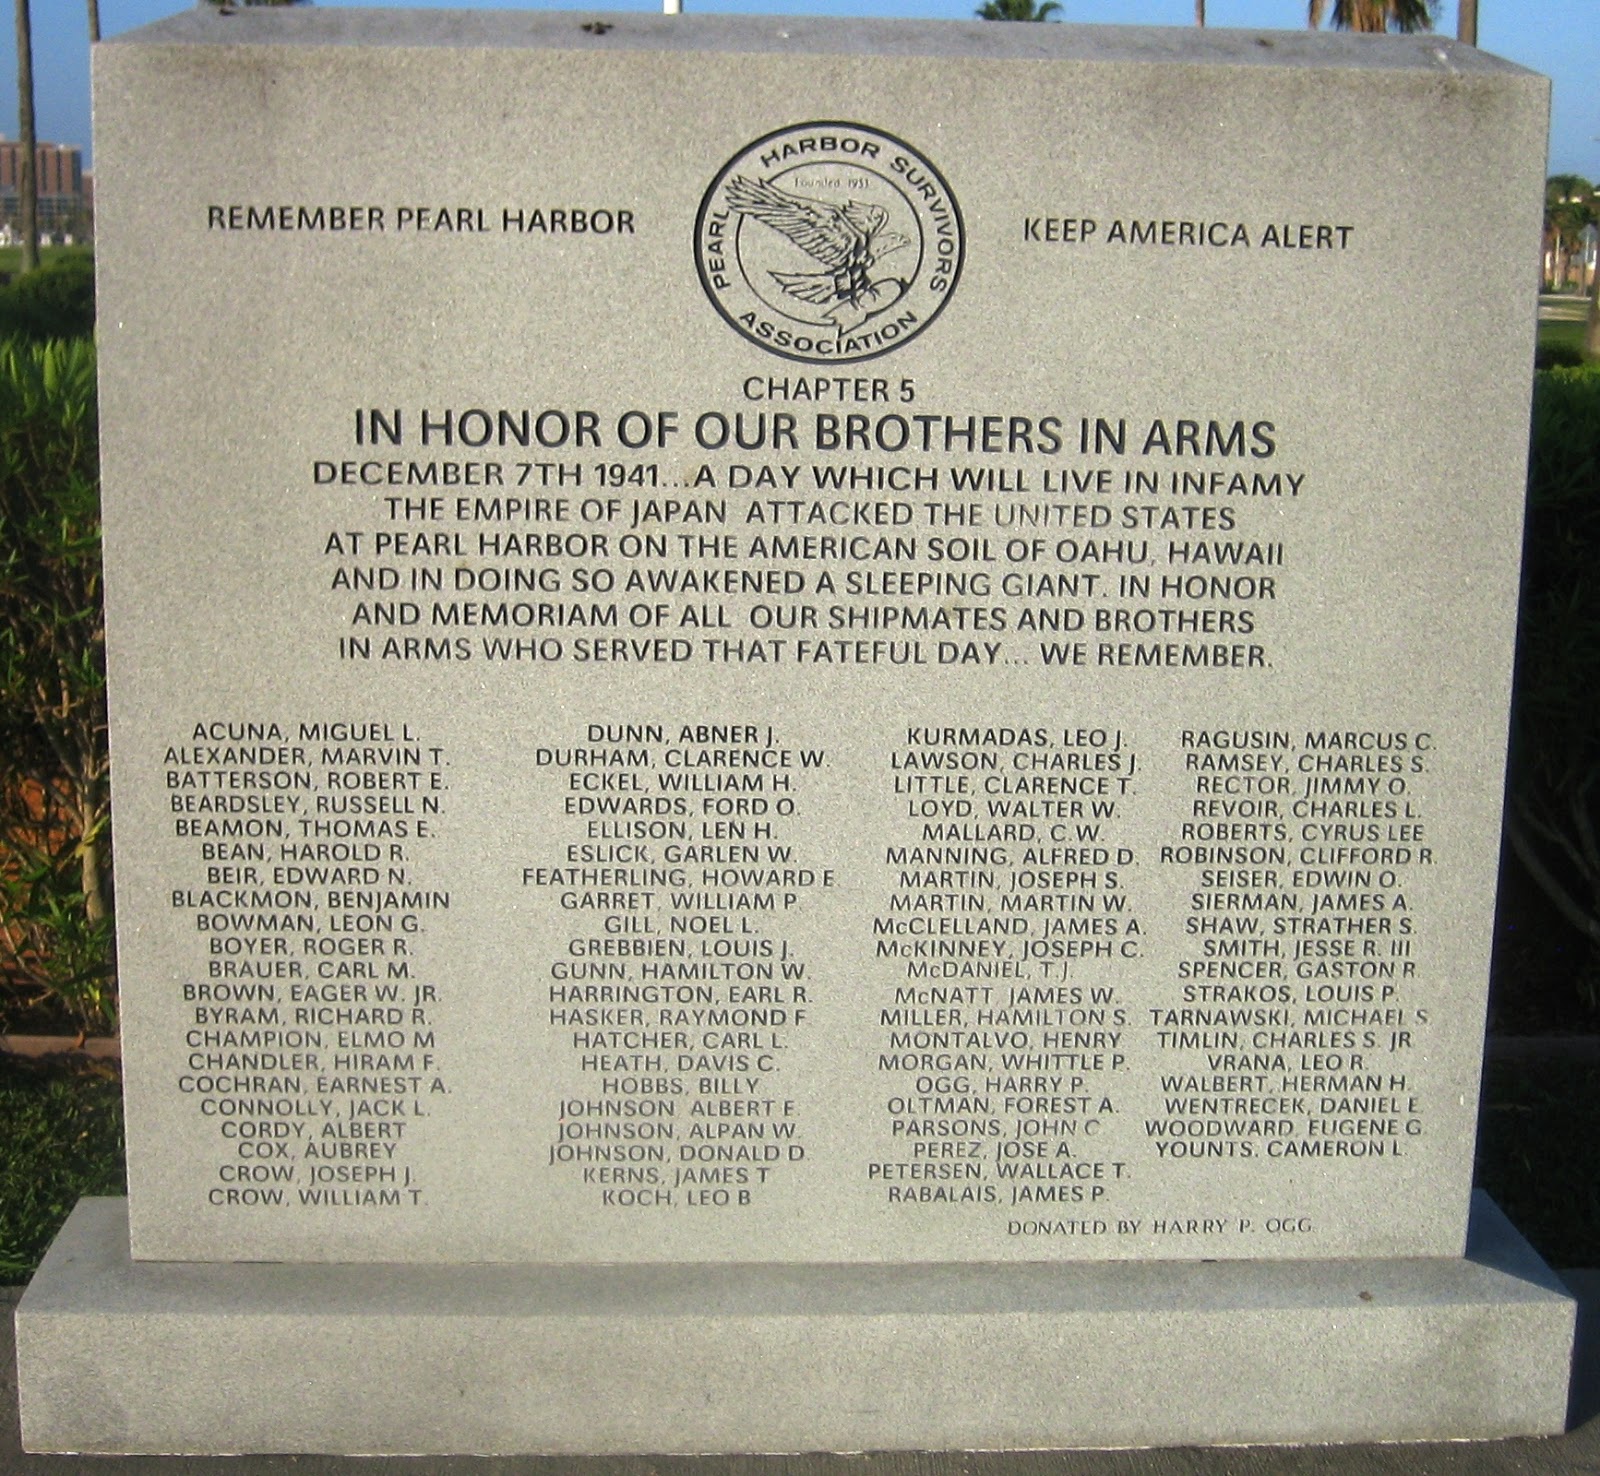 PEARL HARBOR SURVIVORS
Founded
ASSOCIATION
REMEMBER PEARL HARBOR
KEEP AMERICA ALERT
CHAPTER 5
IN HONOR OF OUR BROTHERS IN ARMS
DECEMBER 7TH 1941...A DAY WHICH WILL LIVE IN INFAMY
THE EMPIRE OF JAPAN ATTACKED THE UNITED STATES
AT PEARL HARBOR ON THE AMERICAN SOIL OF OAHU, HAWAII
AND IN DOING SO AWAKENED A SLEEPING GIANT. IN HONOR
AND MEMORIAM OF ALL OUR SHIPMATES AND BROTHERS
IN ARMS WHO SERVED THAT FATEFUL DAY... WE REMEMBER.
ACUNA, MIGUEL L.
ALEXANDER, MARVIN T.
BATTERSON, ROBERT E.
BEARDSLEY, RUSSELL N.
BEAMON, THOMAS E.
BEAN, HAROLD R.
BEIR, EDWARD N.
BLACKMON, BENJAMIN
BOWMAN, LEON G.
BOYER, ROGER R.
BRAUER, CARL M.
BROWN, EAGER W. JR.
BYRAM, RICHARD R.
CHAMPION, ELMO M
CHANDLER, HIRAM F.
COCHRAN, EARNEST A.
CONNOLLY, JACK L.
CORDY, ALBERT
COX, AUBREY
CROW, JOSEPH J.
CROW, WILLIAM T.
DUNN, ABNER J.
DURHAM, CLARENCE W.
ECKEL, WILLIAM H.
EDWARDS, FORD O.
ELLISON, LEN H.
ESLICK, GARLEN W.
FEATHERLING, HOWARD E.
GARRET, WILLIAM P.
GILL, NOEL L.
GREBBIEN, LOUIS J.
GUNN, HAMILTON W.
HARRINGTON, EARL R.
HASKER, RAYMOND F
HATCHER, CARL L.
HEATH, DAVIS C.
HOBBS, BILLY
JOHNSON ALBERT E.
JOHNSON, ALPAN W.
JOHNSON, DONALD D.
KERNS, JAMES T
KOCH, LEO B
KURMADAS, LEO J.
LAWSON, CHARLES J.
LITTLE, CLARENCE T.
LOYD, WALTER W.
MALLARD, C.W.
MANNING, ALFRED D.
MARTIN, JOSEPH S.
MARTIN, MARTIN W.
McCLELLAND, JAMES A.
McKINNEY, JOSEPH C.
McDANIEL, T.J.
McNATT JAMES W.
MILLER, HAMILTON S.
MONTALVO, HENRY
MORGAN, WHITTLE P.
OGG, HARRY P.
OLTMAN, FOREST A.
PARSONS, JOHN C
PEREZ, JOSE A.
PETERSEN, WALLACE T.
RABALAIS, JAMES P.
RAGUSIN, MARCUS C.
RAMSEY, CHARLES S.
RECTOR, JIMMY O.
REVOIR, CHARLES L.
ROBERTS, CYRUS LEE
ROBINSON, CLIFFORD R.
SEISER, EDWIN O.
SIERMAN, JAMES A.
SHAW, STRATHER S.
SMITH, JESSE R. III
SPENCER, GASTON R.
STRAKOS, LOUIS P.
TARNAWSKI, MICHAEL S
TIMLIN, CHARLES S. JR
VRANA, LEO R.
WALBERT, HERMAN H.
WENTRECEK, DANIEL E
WOODWARD, EUGENE G.
YOUNTS, CAMERON L.
DONATED BY HARRY P. OGG.